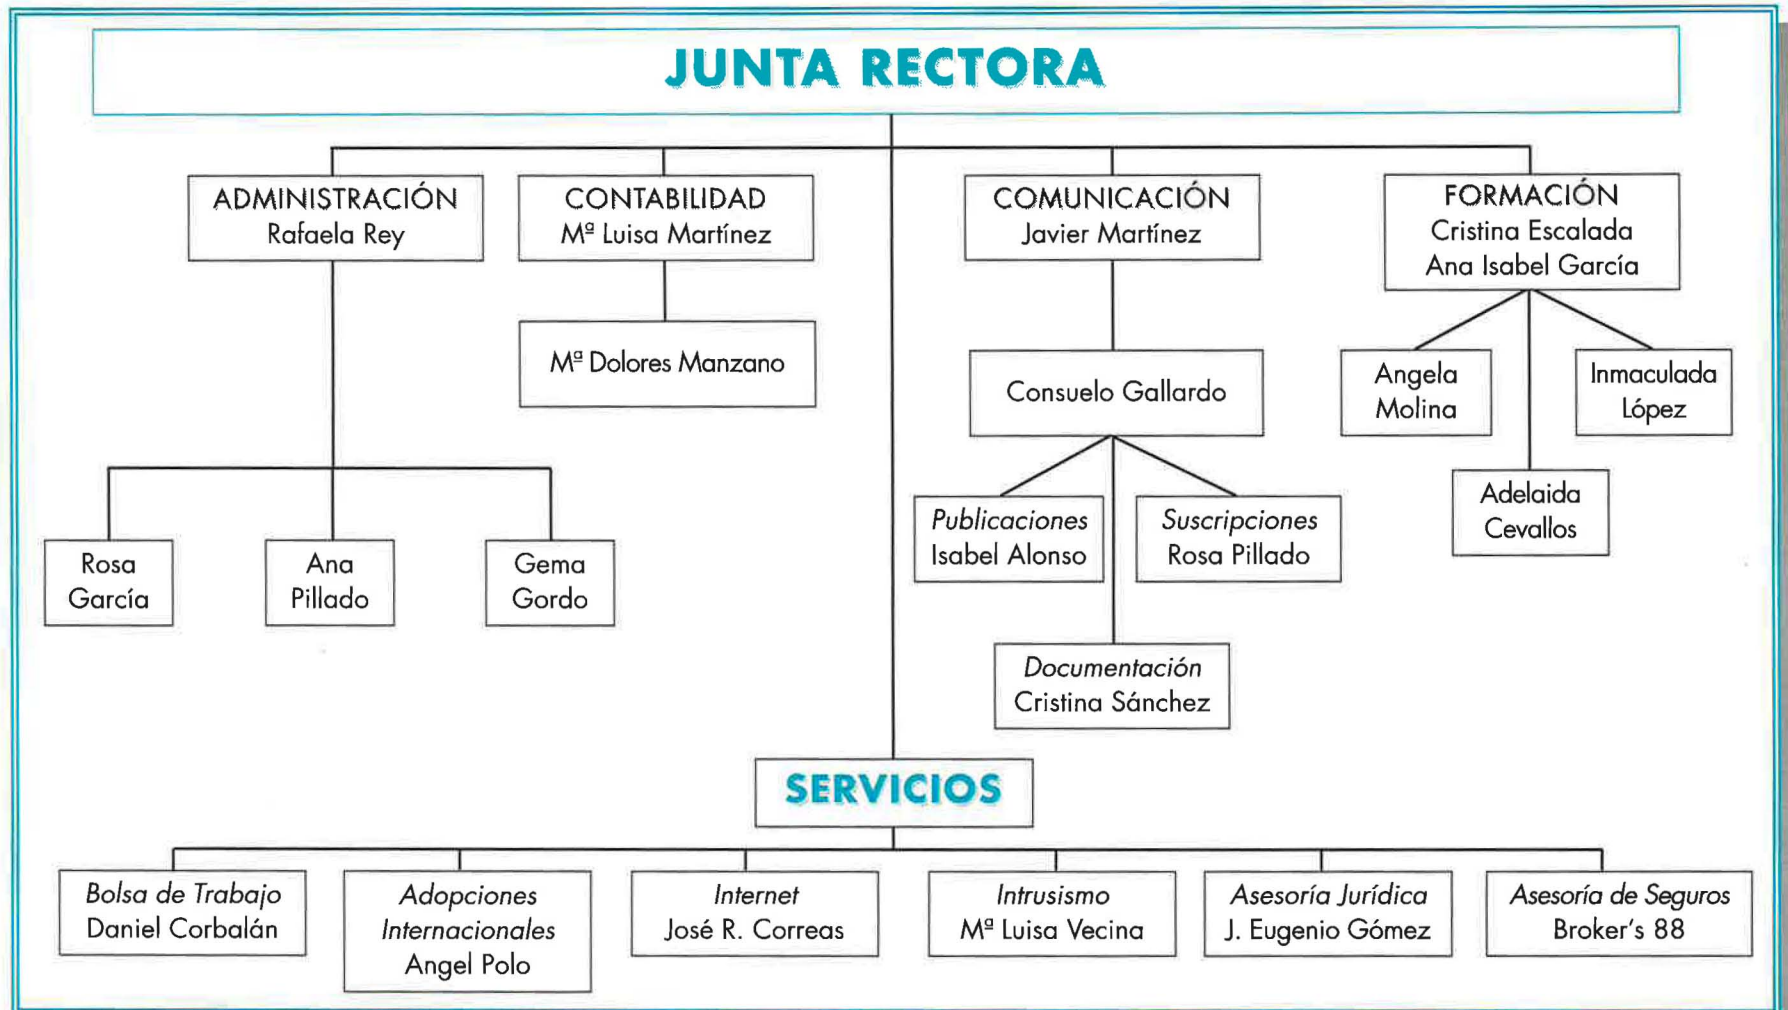 JUNTA RECTORA
ADMINISTRACIÓN
Rafaela Rey
CONTABILIDAD
Mª Luisa Martínez
COMUNICACIÓN
Javier Martínez
FORMACIÓN
Cristina Escalada
Ana Isabel García
Mª Dolores Manzano
Consuelo Gallardo
Angela
Molina
Inmaculada
López
Adelaida
Cevallos
Publicaciones
Isabel Alonso
Suscripciones
Rosa Pillado
Rosa
García
Ana
Pillado
Gema
Gordo
Documentación
Cristina Sánchez
SERVICIOS
Bolsa de Trabajo
Daniel Corbalán
Adopciones
Internacionales
Angel Polo
Internet
José R. Correas
Intrusismo
Mª Luisa Vecina
Asesoría Jurídica
J. Eugenio Gómez
Asesoría de Seguros
Broker's 88